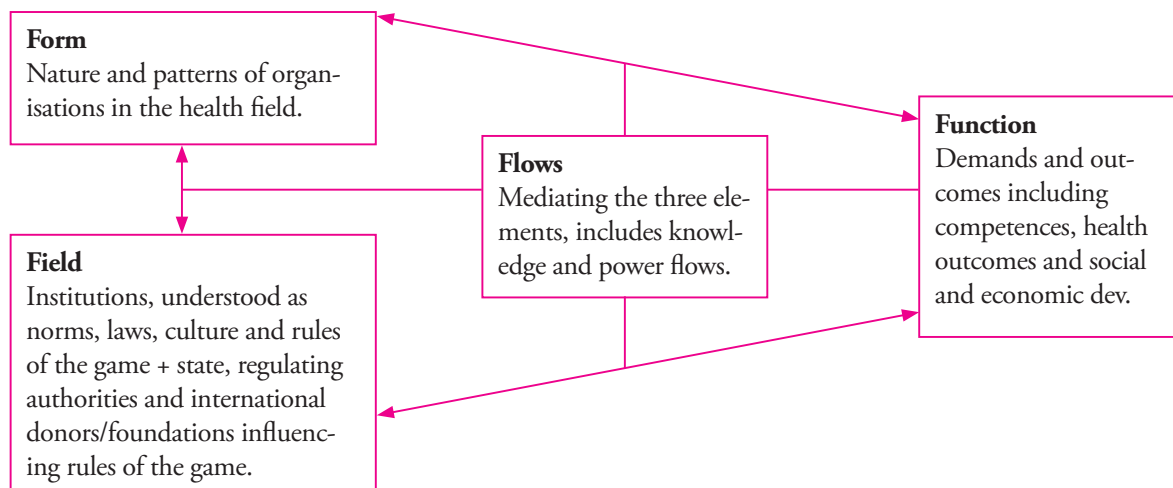 Form
Nature and patterns of organ-
isations in the health field.
Field
Institutions, understood as
norms, laws, culture and rules
of the game + state, regulating
authorities and international
donors/foundations influenc-
ing rules of the game.
Flows
Mediating the three ele-
ments, includes knowl-
edge and power flows.
Function
Demands and out-
comes including
competences, health
outcomes and social
and economic dev.